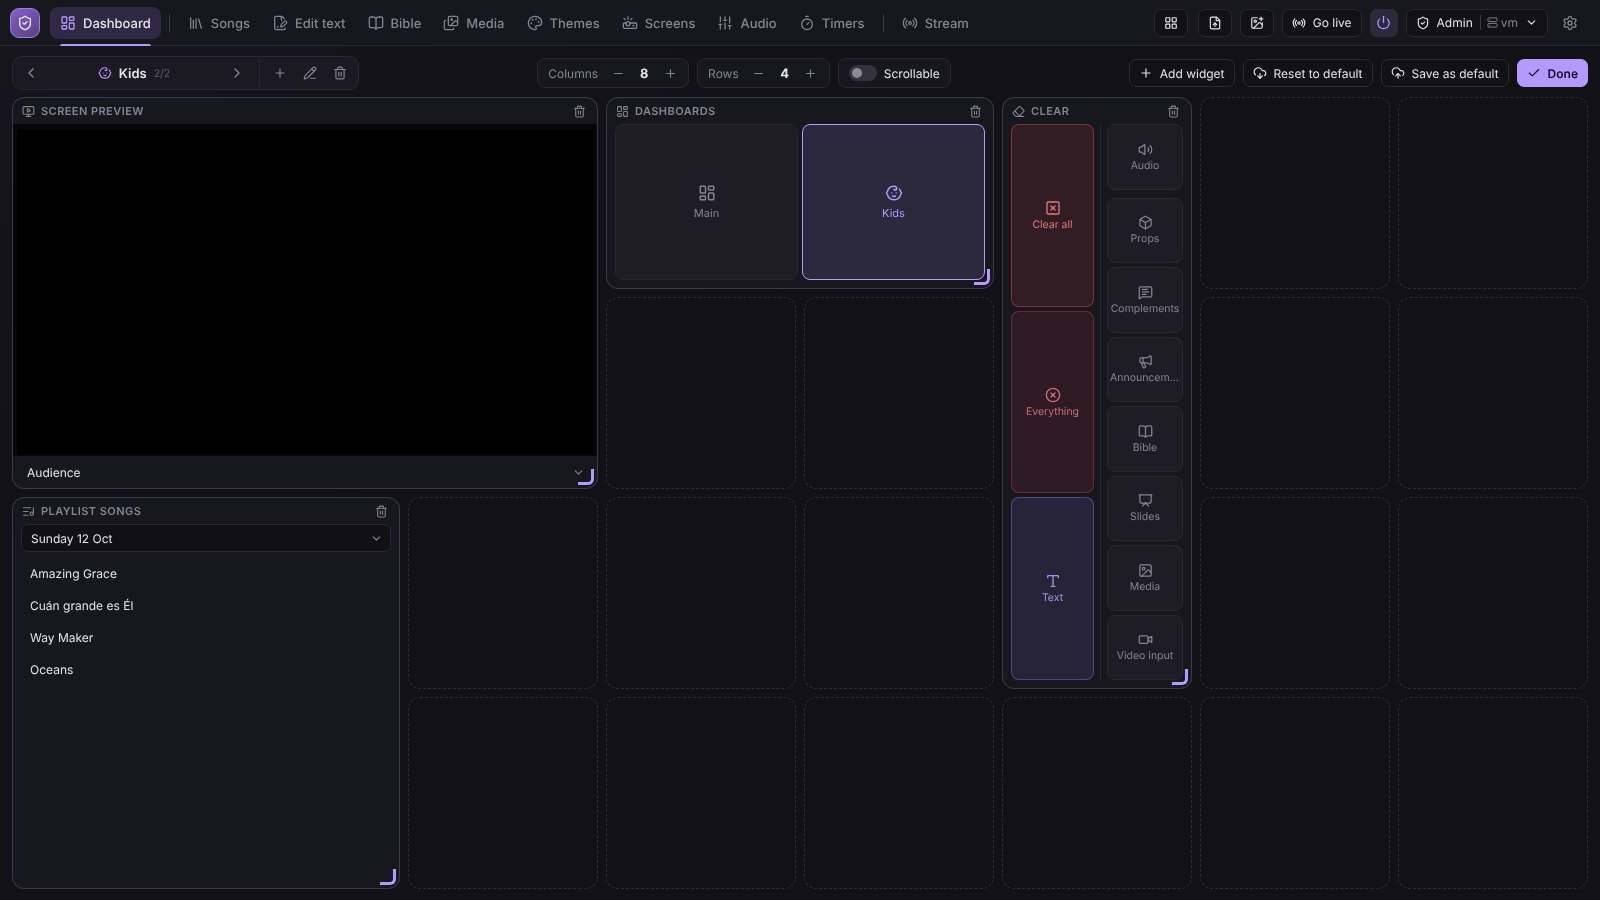 Dashboard
Songs
Edit text
Bible
Media
Themes
Screens
Audio
Timers
Stream
Go live
Admin
vm
Kids 2/2
Columns 8
Rows 4
Scrollable
Add widget
Reset to default
Save as default
Done
SCREEN PREVIEW
Audience
DASHBOARDS
Main
Kids
CLEAR
Clear all
Everything
Text
Audio
Props
Complements
Announcem...
Bible
Slides
Media
Video input
PLAYLIST SONGS
Sunday 12 Oct
Amazing Grace
Cuán grande es Él
Way Maker
Oceans